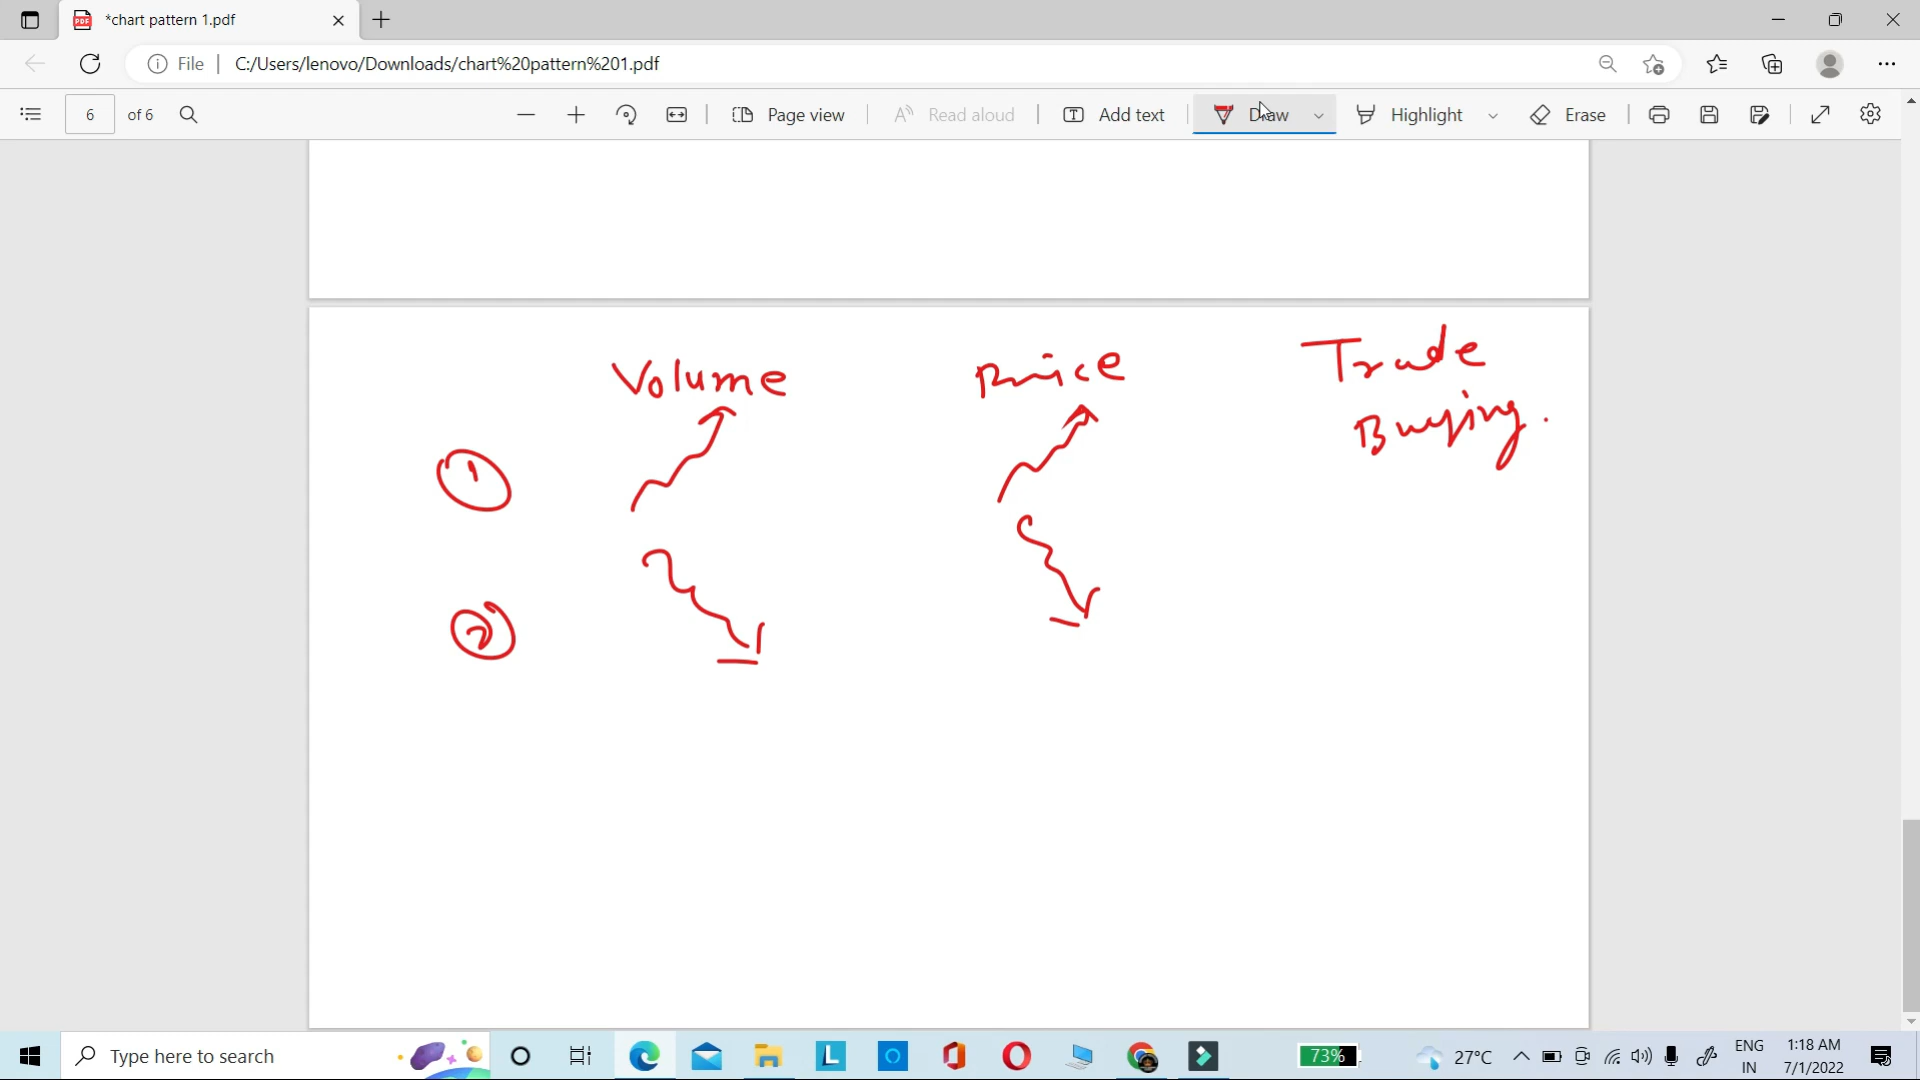 *chart pattern 1.pdf
File | C:/Users/lenovo/Downloads/chart%20pattern%201.pdf
6 of 6 Page view Read aloud Add text Draw Highlight Erase
Volume Price Trade
Buying.
1
2
Type here to search 73% 27°C ENG 1:18 AM
IN 7/1/2022